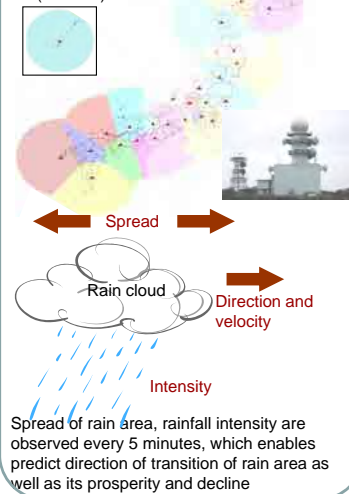 Spread
Rain cloud
Direction and
velocity
Intensity
Spread of rain area, rainfall intensity are
observed every 5 minutes, which enables
predict direction of transition of rain area as
well as its prosperity and decline